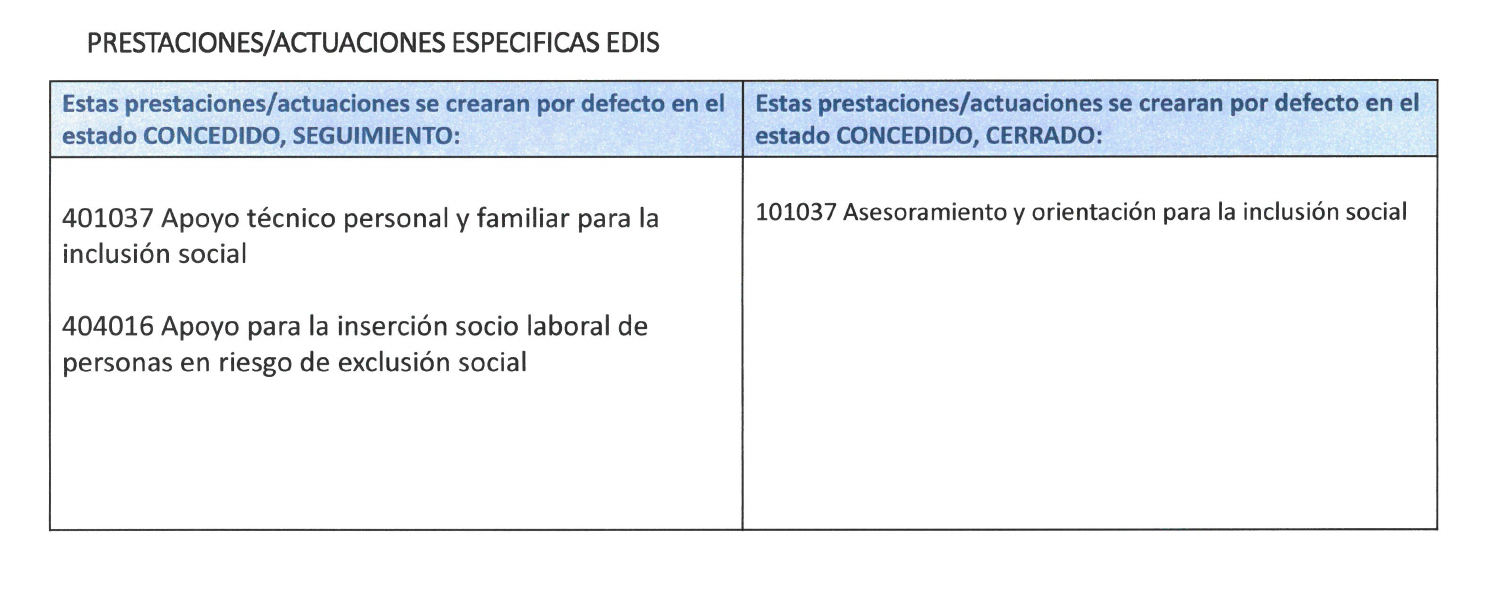 PRESTACIONES/ACTUACIONES ESPECIFICAS EDIS
Estas prestaciones/actuaciones se crearan por defecto en el
estado CONCEDIDO, SEGUIMIENTO:
Estas prestaciones/actuaciones se crearan por defecto en el
estado CONCEDIDO, CERRADO:
401037 Apoyo técnico personal y familiar para la
inclusión social
404016 Apoyo para la inserción socio laboral de
personas en riesgo de exclusión social
101037 Asesoramiento y orientación para la inclusión social